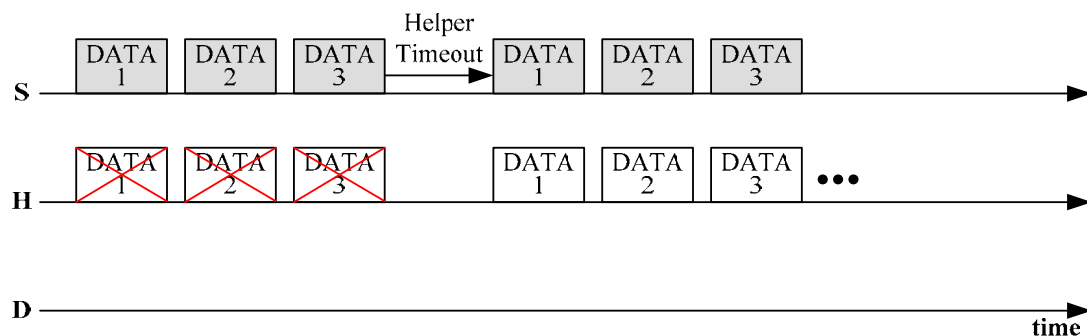 Helper
Timeout
DATA 1
DATA 2
DATA 3
DATA 1
DATA 2
DATA 3
S
DATA 1
DATA 2
DATA 3
DATA 1
DATA 2
DATA 3
•••
H
D
time